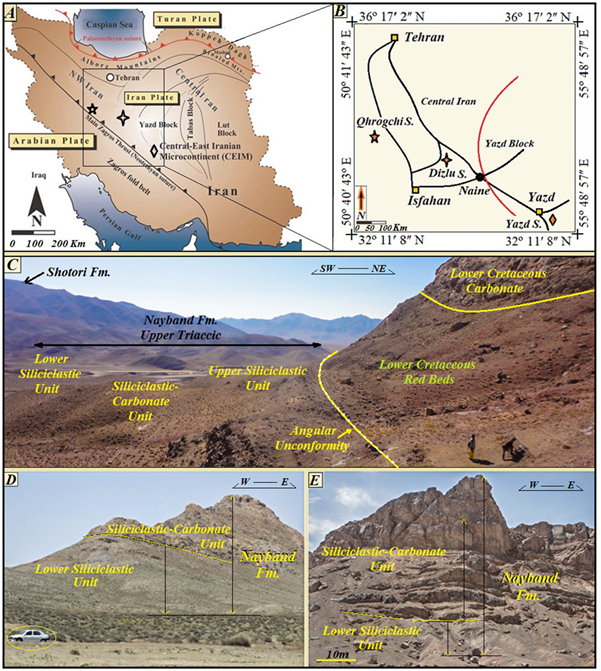 A
Turan Plate
Caspian Sea
Palaeotethyan suture
Kopeh Dagh
Alborz Mountains
Binalud Mts.
Tehran
NW Iran
Iran Plate
Central Iran
Yazd Block
Tabas Block
Lut
Block
Arabian Plate
Central-East Iranian
Microcontinent (CEIM)
Main Zagros Thrust (Neotethyan suture)
Zagros fold belt
Iran
Iraq
N
Persian Gulf
0 100 200 Km
B
36° 17' 2" N
36° 17' 2" N
50° 41' 43" E
55° 48' 57" E
Tehran
Central Iran
Qhrogchi S.
Dizlu S.
Yazd Block
Naine
Isfahan
Yazd
Yazd S.
50° 40' 43" E
55° 48' 57" E
N
0 50 100 Km
32° 11' 8" N
32° 11' 8" N
C
Shotori Fm.
SW NE
Lower Cretaceous
Carbonate
Nayband Fm.
Upper Triaccic
Lower
Siliciclastic
Unit
Siliciclastic-
Carbonate
Unit
Upper Siliciclastic
Unit
Lower Cretaceous
Red Beds
Angular
Unconformity
D
W E
Siliciclastic-Carbonate
Unit
Lower Siliciclastic
Unit
Nayband
Fm.
E
W E
Siliciclastic-Carbonate
Unit
Nayband
Fm.
Lower Siliciclastic
Unit
10m